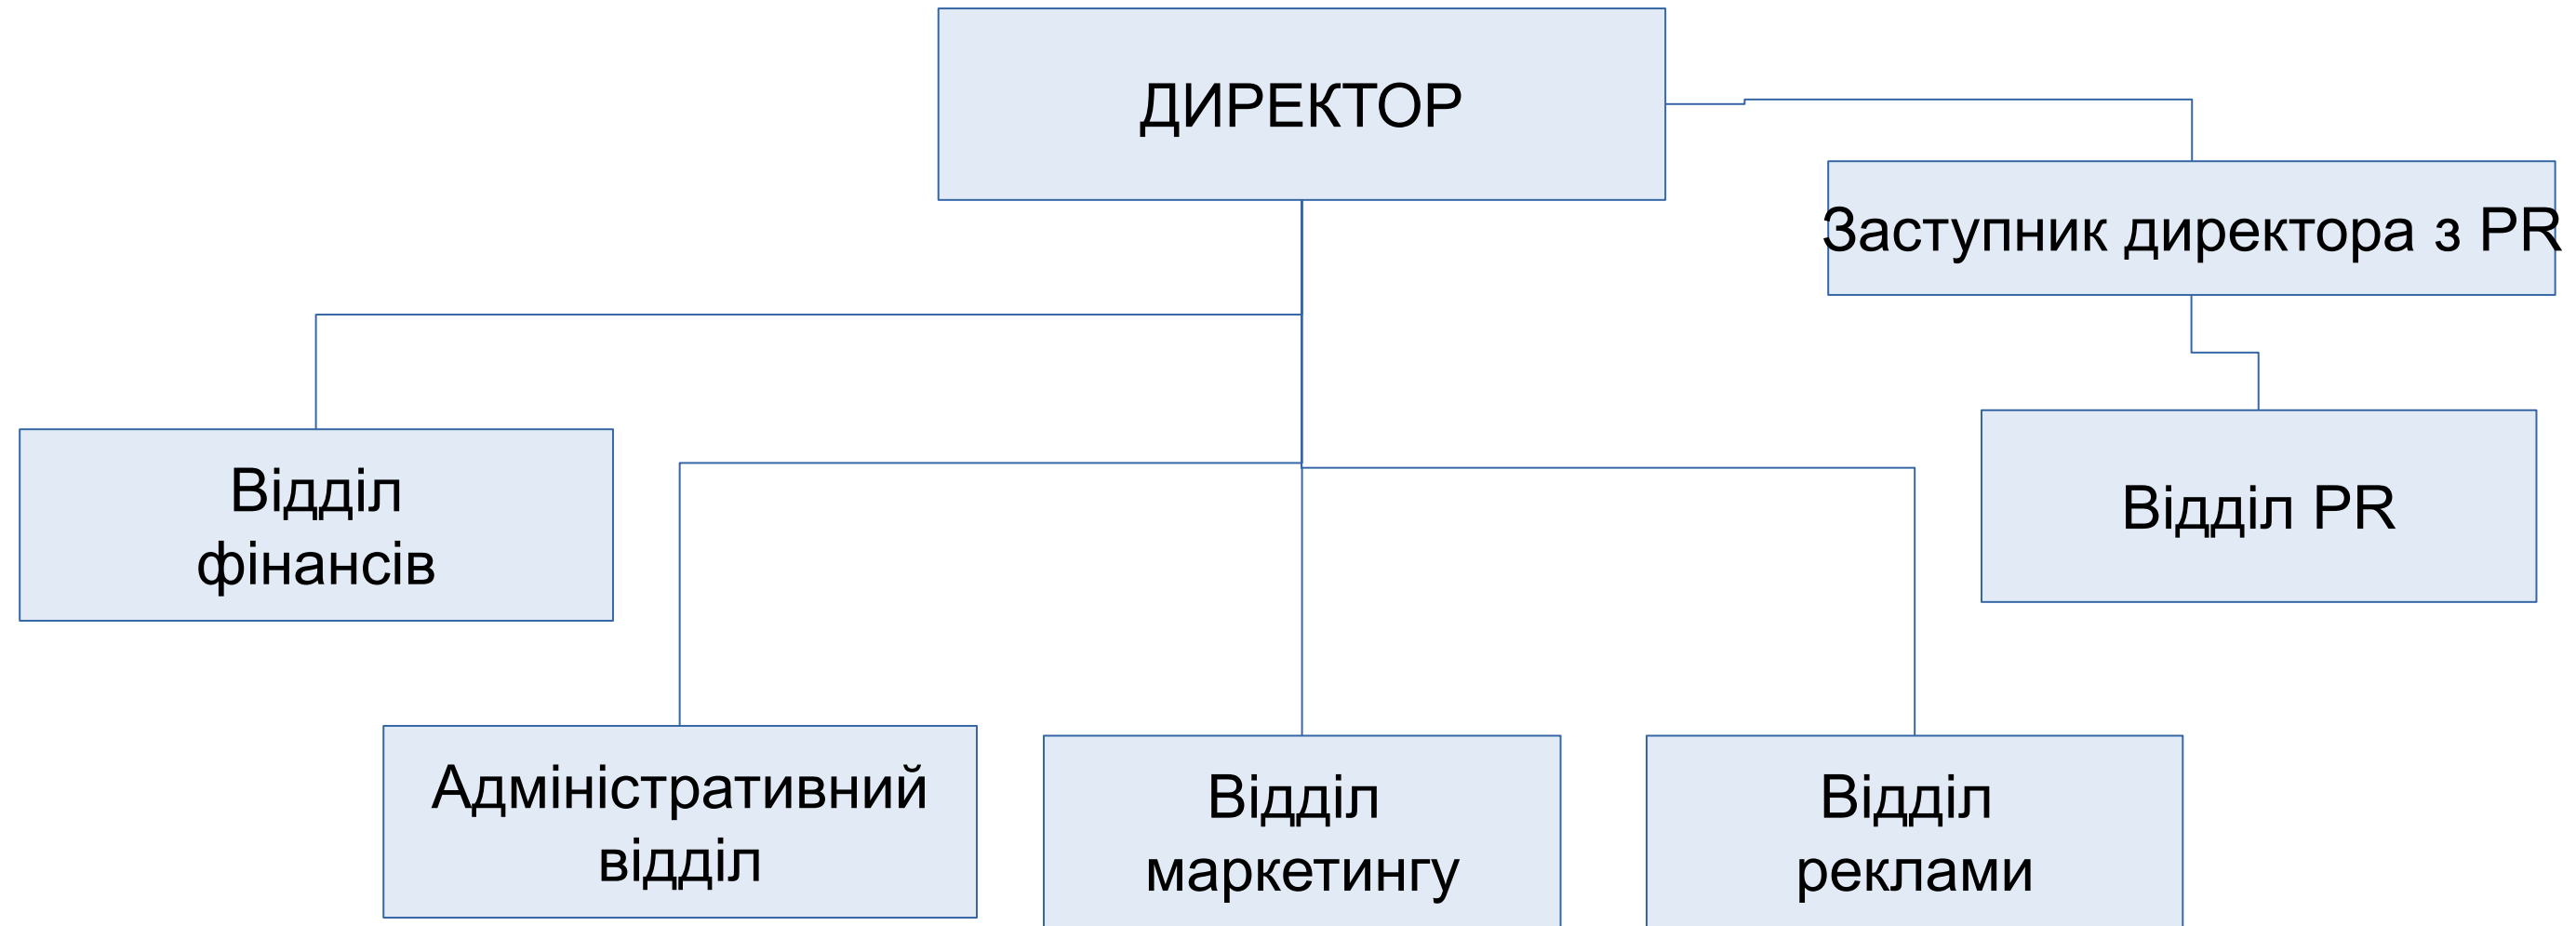 ДИРЕКТОР
Заступник директора з PR
Відділ
фінансів
Відділ PR
Адміністративний
відділ
Відділ
маркетингу
Відділ
реклами